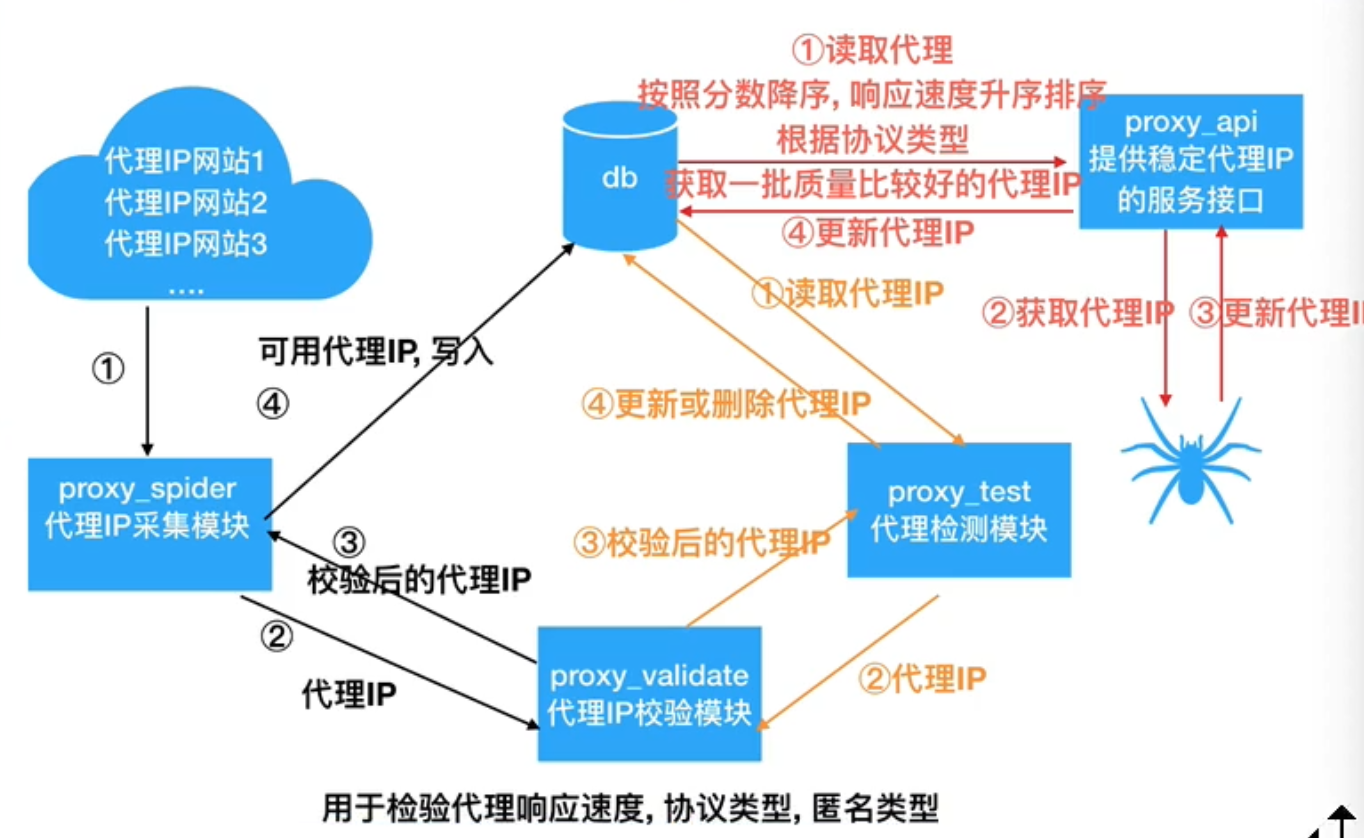 ①读取代理
按照分数降序, 响应速度升序排序
根据协议类型
获取一批质量比较好的代理IP
④更新代理IP
代理IP网站1
代理IP网站2
代理IP网站3
....
db
proxy_api
提供稳定代理IP
的服务接口
①读取代理IP
②获取代理IP
③更新代理I
①
可用代理IP, 写入
④
④更新或删除代理IP
proxy_spider
代理IP采集模块
proxy_test
代理检测模块
③
校验后的代理IP
③校验后的代理IP
②
代理IP
②代理IP
proxy_validate
代理IP校验模块
用于检验代理响应速度, 协议类型, 匿名类型